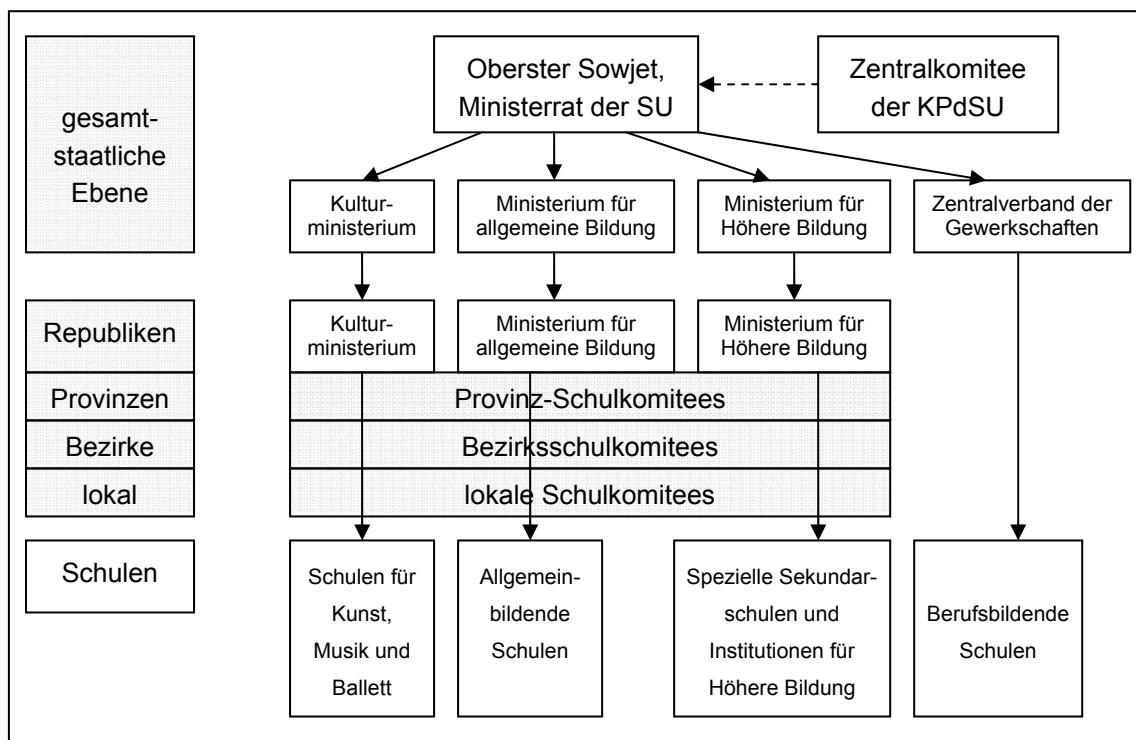 gesamt-
staatliche
Ebene
Oberster Sowjet,
Ministerrat der SU
Zentralkomitee
der KPdSU
Kultur-
ministerium
Ministerium für
allgemeine Bildung
Ministerium für
Höhere Bildung
Zentralverband der
Gewerkschaften
Republiken
Kultur-
ministerium
Ministerium für
allgemeine Bildung
Ministerium für
Höhere Bildung
Provinzen
Provinz-Schulkomitees
Bezirke
Bezirksschulkomitees
lokal
lokale Schulkomitees
Schulen
Schulen für
Kunst,
Musik und
Ballett
Allgemein-
bildende
Schulen
Spezielle Sekundar-
schulen und
Institutionen für
Höhere Bildung
Berufsbildende
Schulen